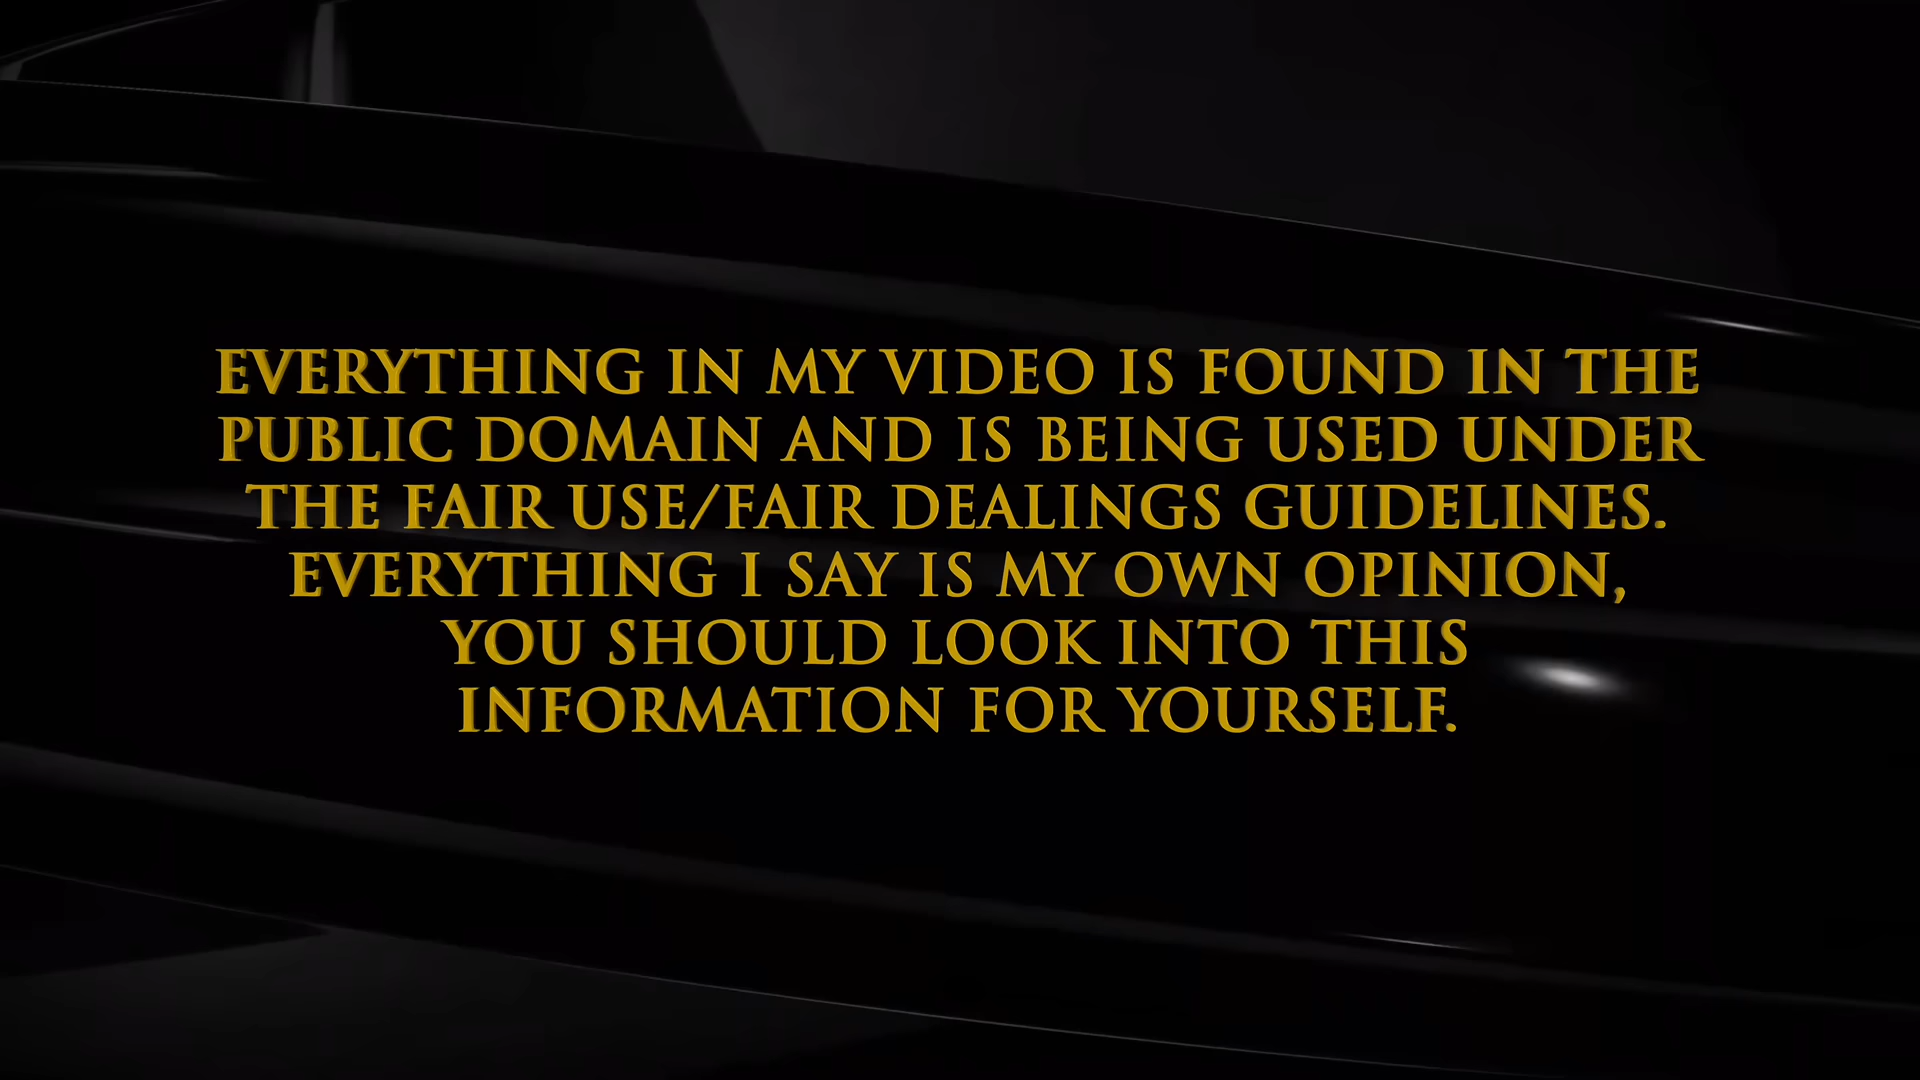 EVERYTHING IN MY VIDEO IS FOUND IN THE
PUBLIC DOMAIN AND IS BEING USED UNDER
THE FAIR USE/FAIR DEALINGS GUIDELINES.
EVERYTHING I SAY IS MY OWN OPINION,
YOU SHOULD LOOK INTO THIS
INFORMATION FOR YOURSELF.